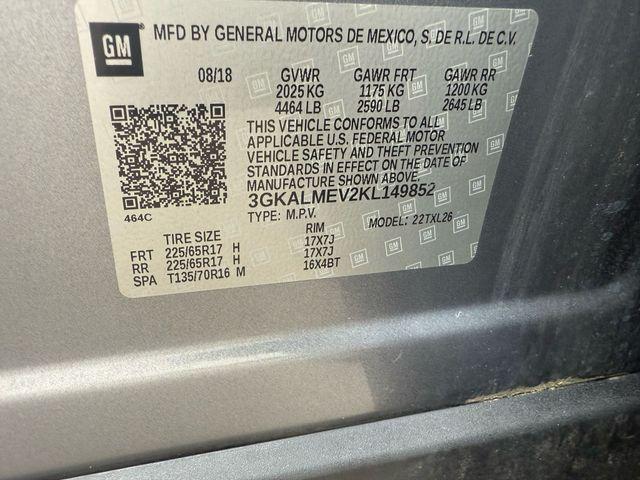 GM MFD BY GENERAL MOTORS DE MEXICO, S. DE R.L. DE C.V.
08/18 GVWR GAWR FRT GAWR RR
2025 KG 1175 KG 1200 KG
4464 LB 2590 LB 2645 LB
THIS VEHICLE CONFORMS TO ALL
APPLICABLE U.S. FEDERAL MOTOR
VEHICLE SAFETY AND THEFT PREVENTION
STANDARDS IN EFFECT ON THE DATE OF
MANUFACTURE SHOWN ABOVE.
3GKALMEV2KL149852
464C
TYPE: M.P.V. MODEL: 22TXL26
TIRE SIZE RIM
FRT 225/65R17 H 17X7J
RR 225/65R17 H 17X7J
SPA T135/70R16 M 16X4BT